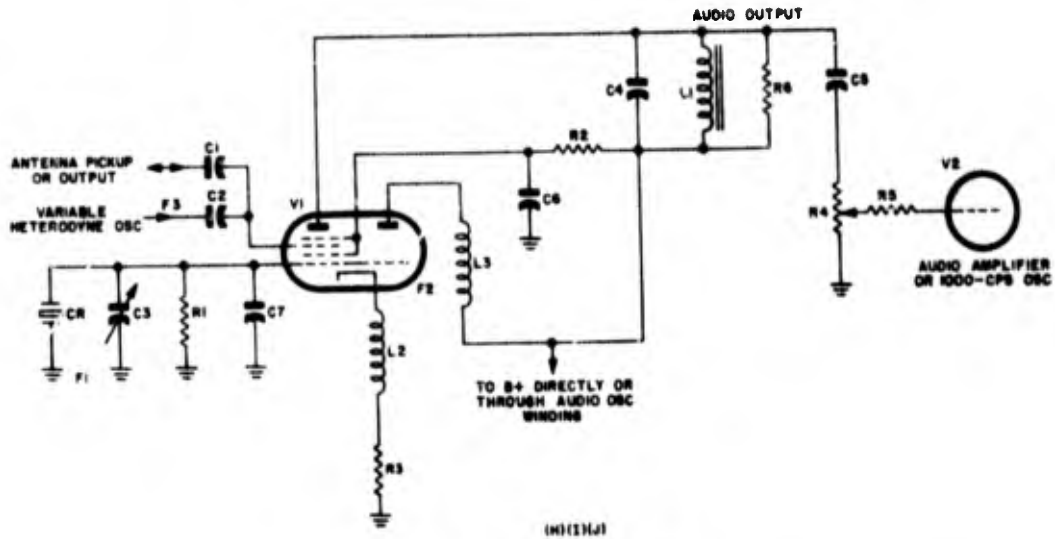 AUDIO OUTPUT
C4
L1
R6
C5
R2
C1
ANTENNA PICKUP
OR OUTPUT
C2
F3
VARIABLE
HETERODYNE OSC
V1
C6
V2
R4
R5
L3
AUDIO AMPLIFIER
OR 1000-CPS OSC
F2
CR
C3
R1
C7
L2
F1
TO B+ DIRECTLY OR
THROUGH AUDIO OSC
WINDING
R3
(H)(I)(J)